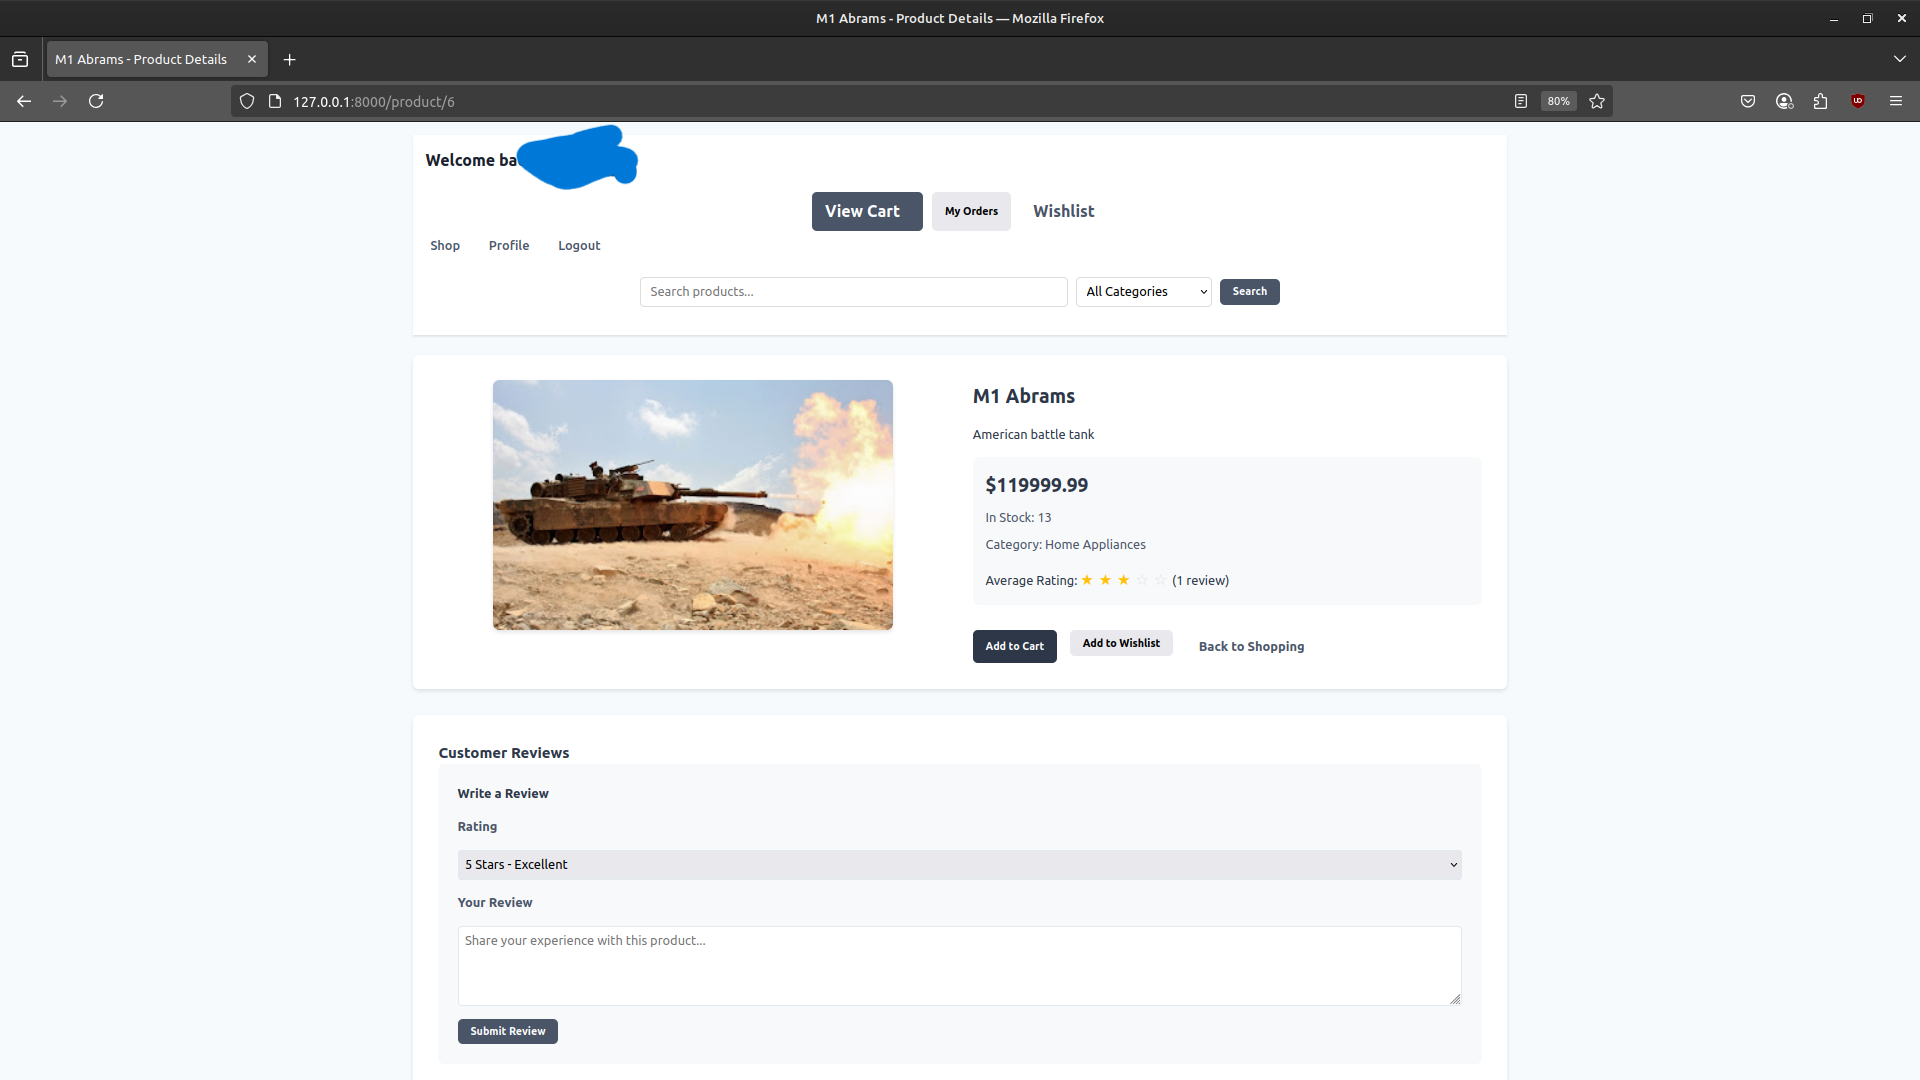 M1 Abrams - Product Details — Mozilla Firefox
M1 Abrams - Product Details
127.0.0.1:8000/product/6
80%
Welcome
View Cart
My Orders
Wishlist
Shop
Profile
Logout
Search products...
All Categories
Search
M1 Abrams
American battle tank
$119999.99
In Stock: 13
Category: Home Appliances
Average Rating: ★ ★ ★ ☆ ☆ (1 review)
Add to Cart
Add to Wishlist
Back to Shopping
Customer Reviews
Write a Review
Rating
5 Stars - Excellent
Your Review
Share your experience with this product...
Submit Review